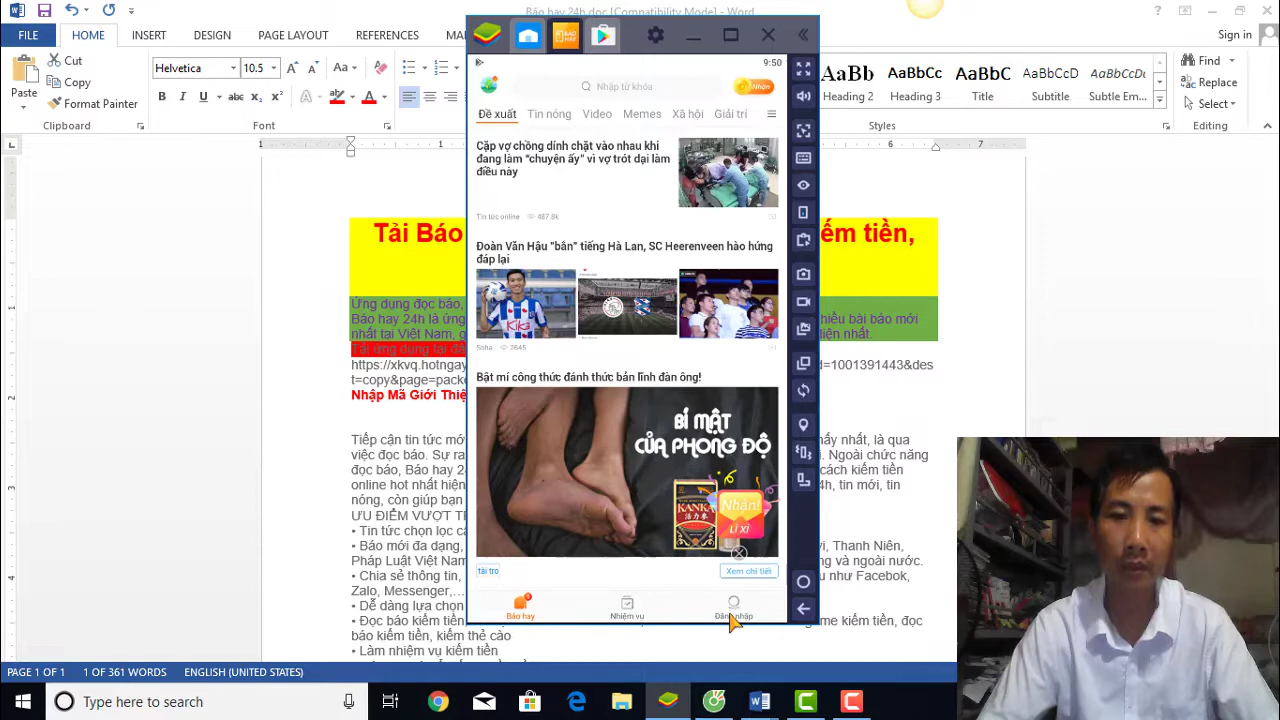 Báo hay 24h doc [Compatibility Mode] - Word
FILE
HOME
INSERT
DESIGN
PAGE LAYOUT
REFERENCES
Sign in
Paste
Cut
Copy
Format Painter
Helvetica
10.5
Heading 2
Heading 3
Title
Subtitle
Subtle Em...
Find
Replace
Select
Clipboard
Font
Styles
Editing
9:50
Nhập từ khóa
Nhận
Đề xuất
Tin nóng
Video
Memes
Xã hội
Giải trí
Cặp vợ chồng dính chặt vào nhau khi
đang làm "chuyện ấy" vì vợ trót dại làm
điều này
Tin tức online 487.8k
Đoàn Văn Hậu "bắn" tiếng Hà Lan, SC Heerenveen hào hứng
đáp lại
Kika
Soha 2645
Bật mí công thức đánh thức bản lĩnh đàn ông!
BÍ MẬT
CỦA PHONG ĐỘ
KANKA
Nhận!
LÌ XÌ
tài trợ
Xem chi tiết
Báo hay
Nhiệm vụ
Đăng nhập
Tải Báo
ếm tiền,
Ứng dụng đọc báo,
Báo hay 24h là ứng
hiều bài báo mới
nhất tại Việt Nam, g
iện nhất.
Tải ứng dụng tại đâ
https://xkvq.hotngay
d=1001391443&des
t=copy&page=packe
Nhập Mã Giới Thiệ
Tiếp cận tin tức mớ
hấy nhất, là qua
việc đọc báo. Sự ra
i. Ngoài chức năng
đọc báo, Báo hay 2
cách kiếm tiền
online hot nhất hiện
4h, tin mới, tin
nóng, còn giúp bạn
ƯU ĐIỂM VƯỢT T
• Tin tức chọn lọc cá
• Báo mới đa dạng,
vi, Thanh Niên,
Pháp Luật Việt Nam
ng và ngoài nước.
• Chia sẻ thông tin,
u như Facebok,
Zalo, Messenger,...
• Dễ dàng lựa chọn
• Đọc báo kiếm tiền,
me kiếm tiền, đọc
báo kiếm tiền, kiếm thẻ cào
• Làm nhiệm vụ kiếm tiền
PAGE 1 OF 1
1 OF 361 WORDS
ENGLISH (UNITED STATES)
Type here to search